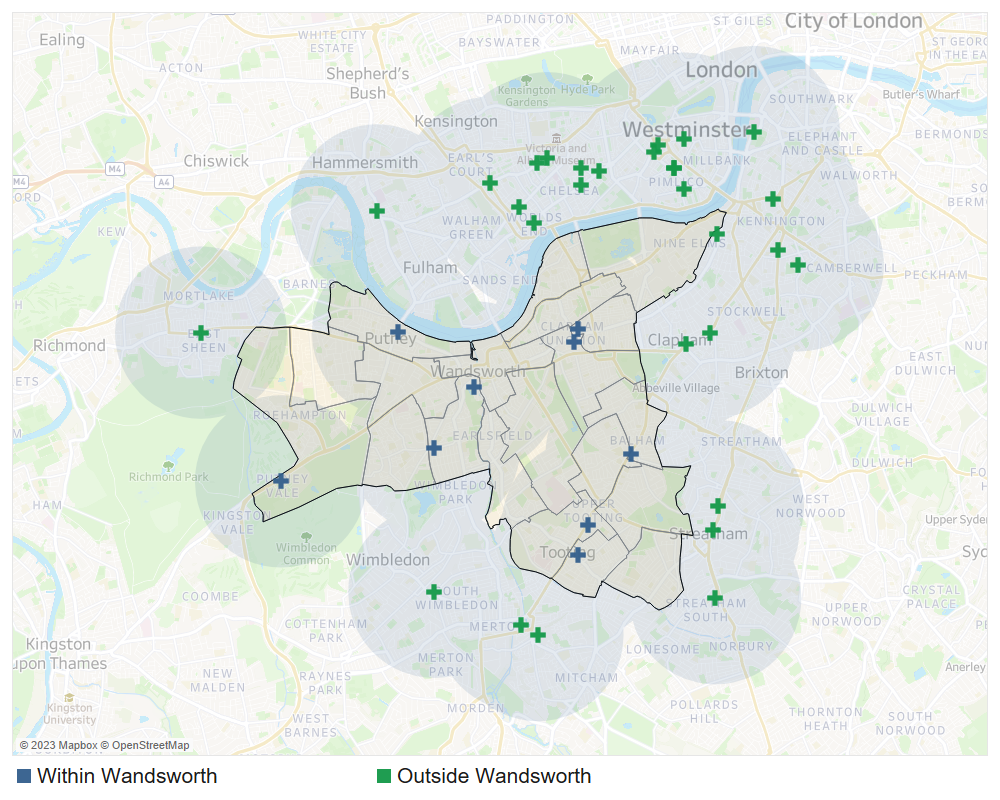 PADDINGTON
ST GILES
City of London
Ealing
WHITE CITY
ESTATE
BAYSWATER
MAYFAIR
ACTON
Shepherd's
Bush
London
Kensington
Gardens
Hyde Park
Butler's Wharf
SOUTHWARK
Kensington
Westminster
ELEPHANT
AND CASTLE
BERMONDS
Chiswick
Hammersmith
EARL'S
COURT
Victoria and
MILLBANK
M4
M4
A4
CHELSEA
PIMLICO
WALWORTH
WALHAM
GREEN
WORLDS
END
KENNINGTON
KEW
NINE ELMS
Fulham
SANDS END
CAMBERWELL
PECKHAM
MORTLAKE
BARNES
STOCKWELL
Richmond
EAST
SHEEN
Putney
CLAPHAM
JUNCTION
Clapham
EAST
DULWICH
Wandsworth
Brixton
Abbeville Village
ROEHAMPTON
DULWICH
VILLAGE
EARLSFIELD
BALHAM
STREATHAM
Richmond Park
DULWICH
PUTNEY
VALE
WIMBLEDON
PARK
HAM
WEST
NORWOOD
KINGSTON
VALE
UPPER
TOOTING
Upper Syde
Streatham
Wimbledon
Common
Wimbledon
Tooting
COOMBE
SOUTH
WIMBLEDON
STREATHAM
SOUTH
UPPER
NORWOOD
CRYSTAL
PALACE
COTTENHAM
PARK
MERTON
Kingston
upon Thames
LONESOME
NORBURY
MERTON
PARK
Anerley
NEW
MALDEN
RAYNES
PARK
MITCHAM
Kingston
University
MORDEN
POLLARDS
HILL
THORNTON
HEATH
SOUTH
NORWOOD
WEST
BARNES
© 2023 Mapbox © OpenStreetMap
Within Wandsworth
Outside Wandsworth